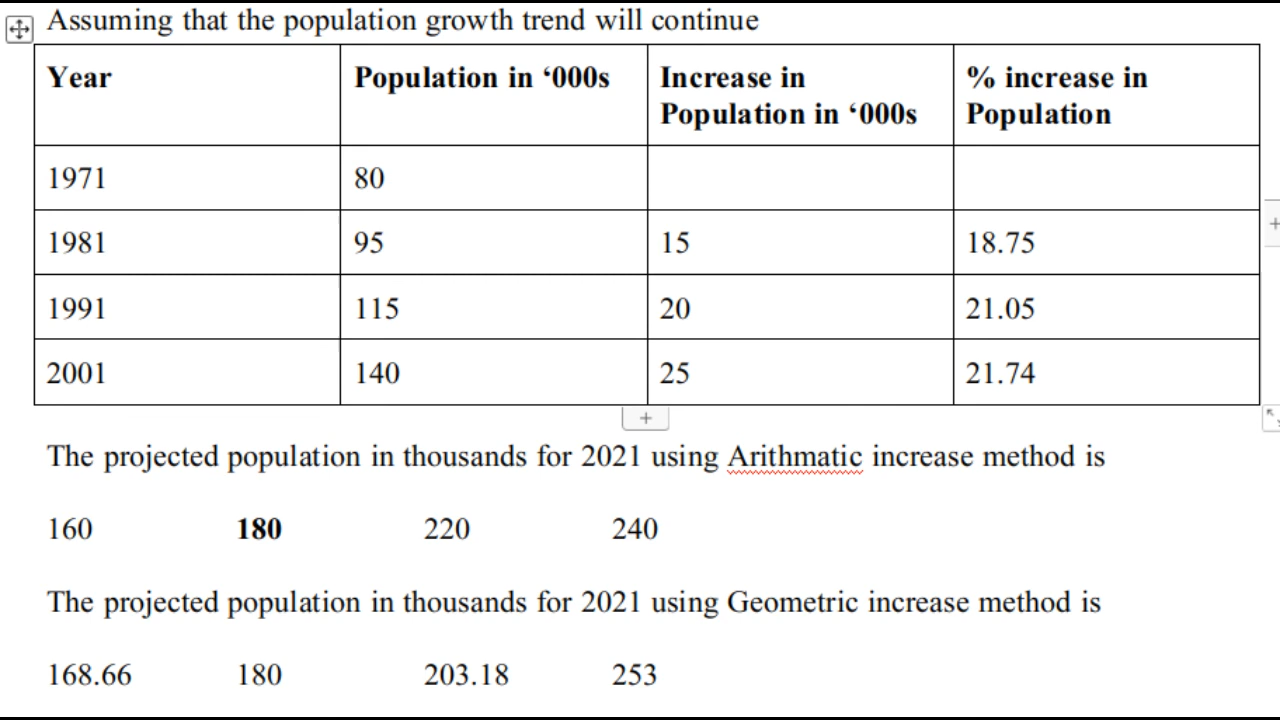 Assuming that the population growth trend will continue
Year Population in ‘000s Increase in Population in ‘000s % increase in Population
1971 80
1981 95 15 18.75
1991 115 20 21.05
2001 140 25 21.74
The projected population in thousands for 2021 using Arithmatic increase method is
160 180 220 240
The projected population in thousands for 2021 using Geometric increase method is
168.66 180 203.18 253